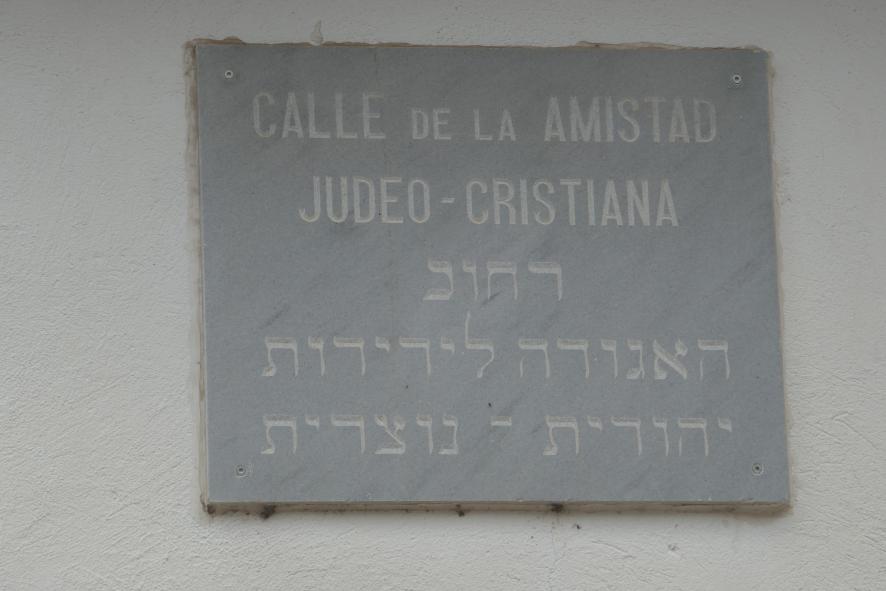 CALLE DE LA AMISTAD
JUDEO-CRISTIANA
רחוב
האגודה לידידות
יהודית - נוצרית